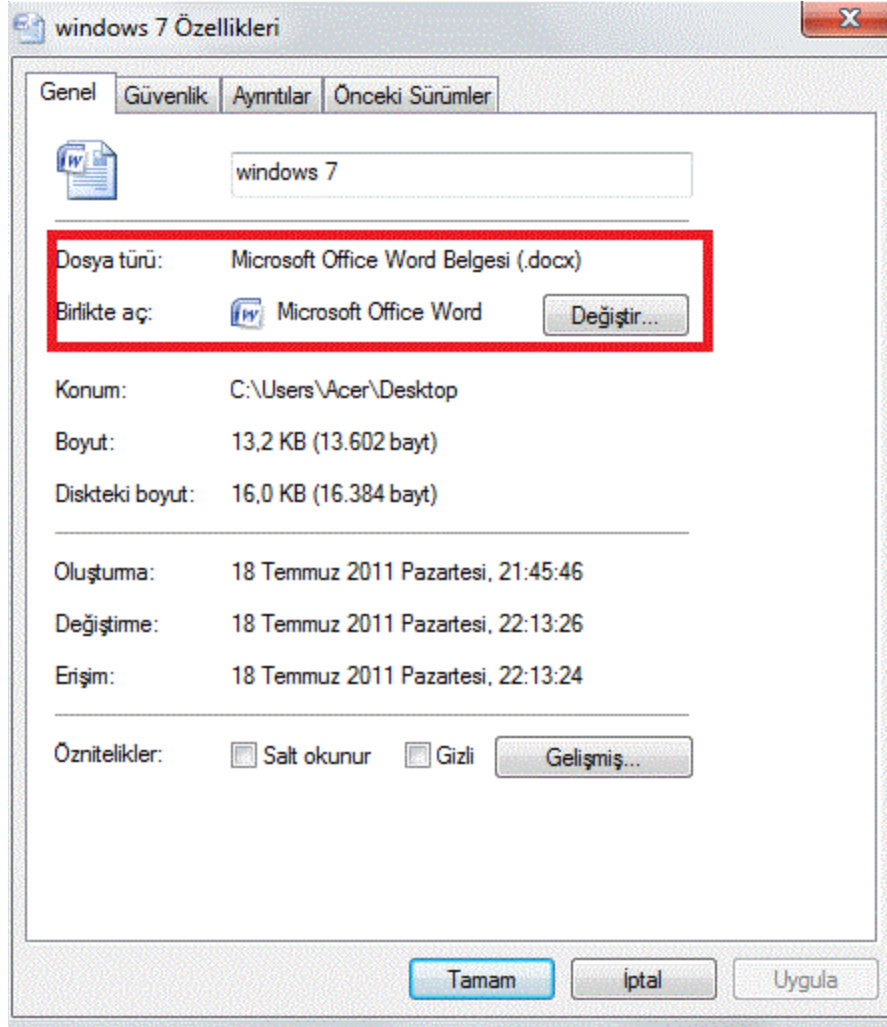 windows 7 Özellikleri
Genel Güvenlik Ayrıntılar Önceki Sürümler
windows 7
Dosya türü: Microsoft Office Word Belgesi (.docx)
Birlikte aç: Microsoft Office Word Değiştir...
Konum: C:\Users\Acer\Desktop
Boyut: 13,2 KB (13.602 bayt)
Diskteki boyut: 16,0 KB (16.384 bayt)
Oluşturma: 18 Temmuz 2011 Pazartesi, 21:45:46
Değiştirme: 18 Temmuz 2011 Pazartesi, 22:13:26
Erişim: 18 Temmuz 2011 Pazartesi, 22:13:24
Öznitelikler: Salt okunur Gizli Gelişmiş...
Tamam İptal Uygula